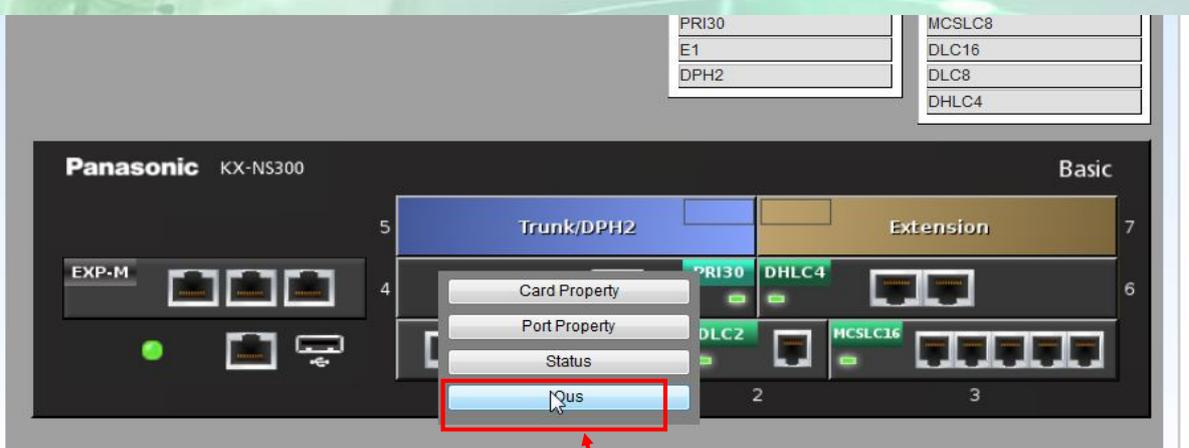 PRI30
E1
DPH2
MCSLC8
DLC16
DLC8
DHLC4
Panasonic KX-NS300 Basic
5 Trunk/DPH2 Extension 7
EXP-M 4 PRI30 DHLC4 6
Card Property
Port Property
Status
Ous
DLC2 MCSLC16
2 3